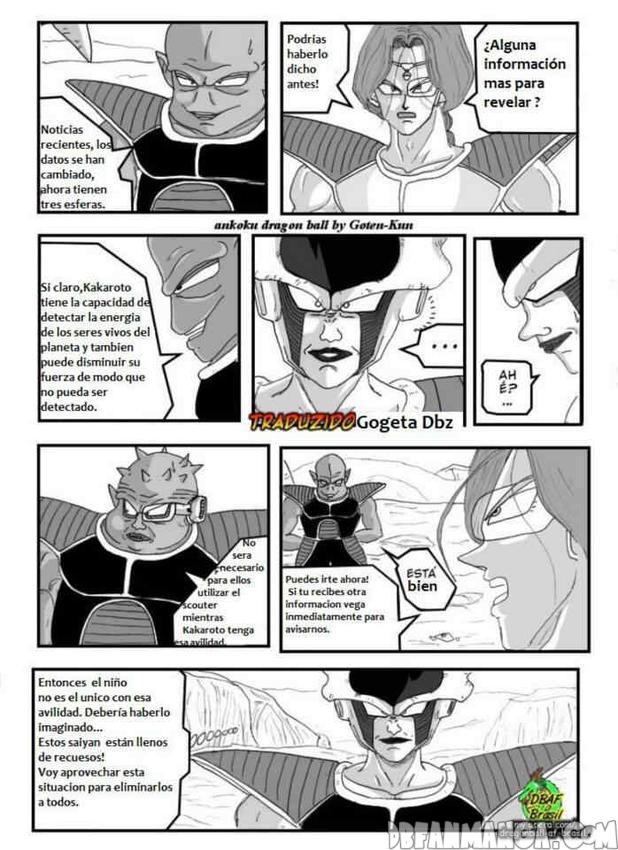 Noticias
recientes, los
datos se han
cambiado,
ahora tienen
tres esferas.
Podrías
haberlo
dicho
antes!
¿Alguna
información
mas para
revelar ?
ankoku dragon ball by Goten-Kun
Si claro,Kakaroto
tiene la capacidad de
detectar la energia
de los seres vivos del
planeta y tambien
puede disminuir su
fuerza de modo que
no pueda ser
detectado.
...
AH
É?
...
TRADUZIDO Gogeta Dbz
No
sera
necesario
para ellos
utilizar el
scouter
mientras
Kakaroto tenga
esa avilidad.
Puedes irte ahora!
Si tu recibes otra
informacion vega
inmediatamente para
avisarnos.
ESTÁ
bien
Entonces el niño
no es el unico con esa
avilidad. Debería haberlo
imaginado...
Estos saiyan están llenos
de recuesos!
Voy aprovechar esta
situacion para eliminarlos
a todos.
DBAF
Brasil
dragonball af brasil.
DBFANMANGA.COM